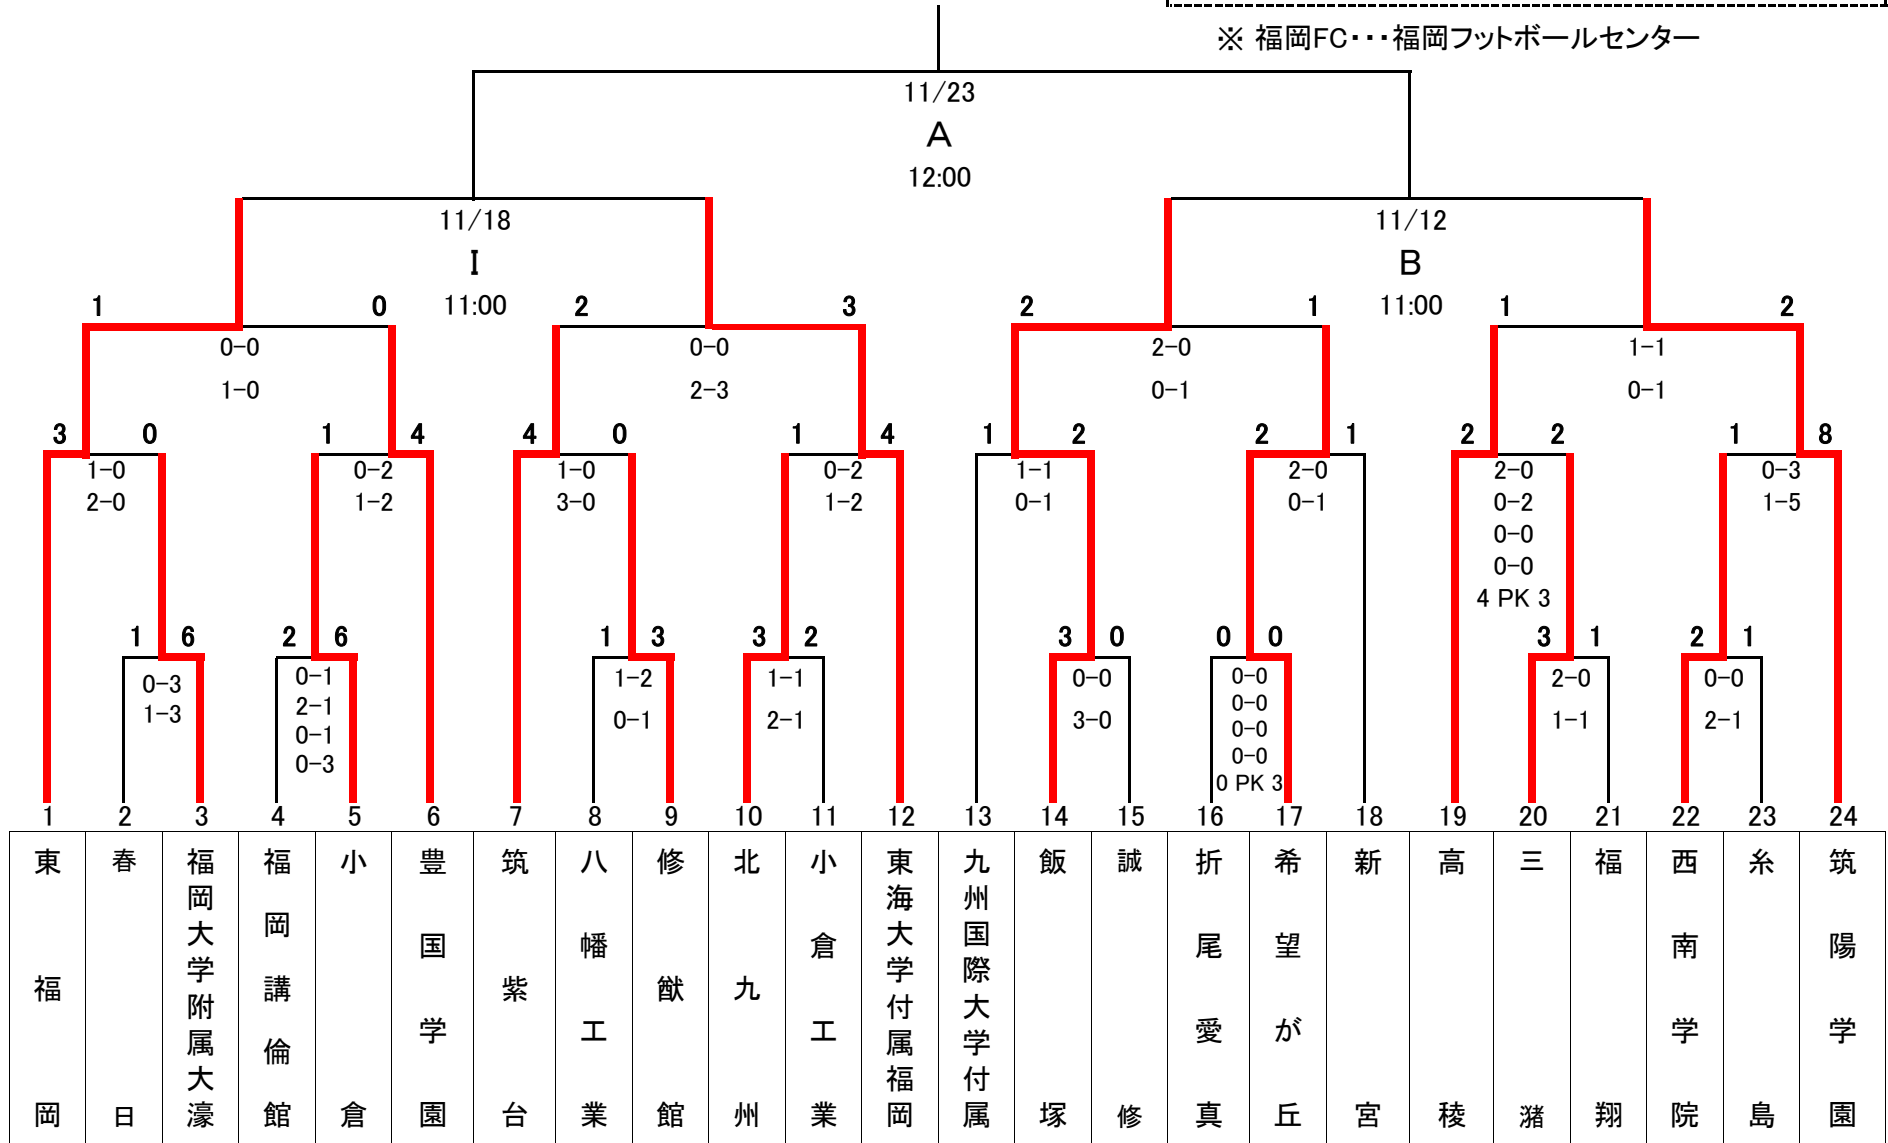 ※ 福岡FC・・・福岡フットボールセンター
11/23
A
12:00
11/18
I
11:00
11/12
B
11:00
1 0 2 3 2 1 1 2
0-0 0-0 2-0 1-1
1-0 2-3 0-1 0-1
3 0 1 4 4 0 1 4 1 2 2 1 2 2 1 8
1-0 0-2 1-0 0-2 1-1 2-0 2-0 0-3
2-0 1-2 3-0 1-2 0-1 0-1 0-2 1-5
0-0
0-0
4 PK 3
1 6 2 6 1 3 3 2 3 0 0 0 3 1 2 1
0-3
1-3
0-1
2-1
0-1
0-3
1-2
0-1
1-1
2-1
0-0
3-0
0-0
0-0
0-0
0-0
0 PK 3
2-0
1-1
0-0
2-1
1 2 3 4 5 6 7 8 9 10 11 12 13 14 15 16 17 18 19 20 21 22 23 24
東福岡
春日
福岡大学附属大濠
福岡講倫館
小倉
豊国学園
筑紫台
八幡工業
修猷館
北九州
小倉工業
東海大学付属福岡
九州国際大学付属
飯塚
誠修
折尾愛真
希望が丘
新宮
高稜
三潴
福翔
西南学院
糸島
筑陽学園